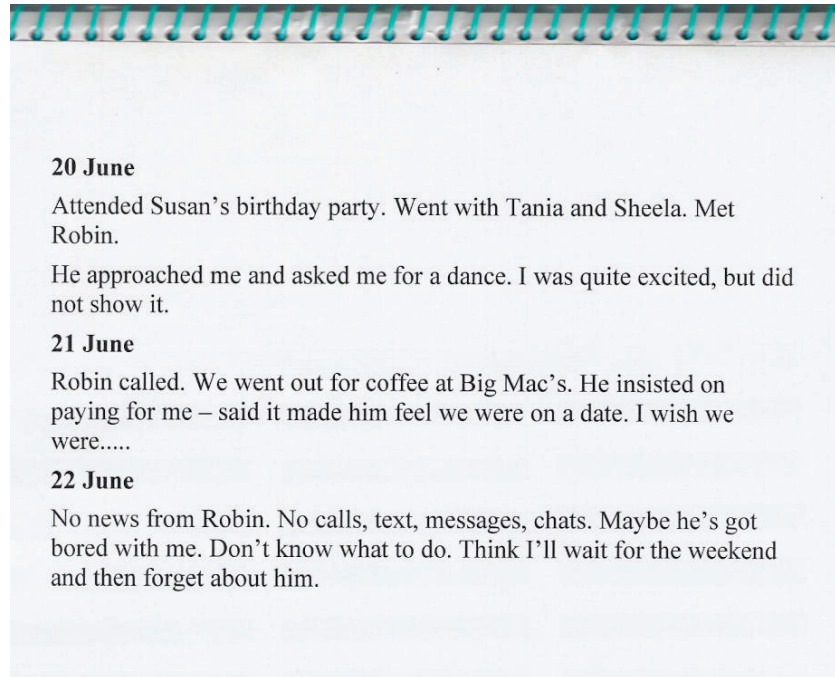 20 June
Attended Susan’s birthday party. Went with Tania and Sheela. Met
Robin.
He approached me and asked me for a dance. I was quite excited, but did
not show it.
21 June
Robin called. We went out for coffee at Big Mac’s. He insisted on
paying for me – said it made him feel we were on a date. I wish we
were.....
22 June
No news from Robin. No calls, text, messages, chats. Maybe he’s got
bored with me. Don’t know what to do. Think I’ll wait for the weekend
and then forget about him.